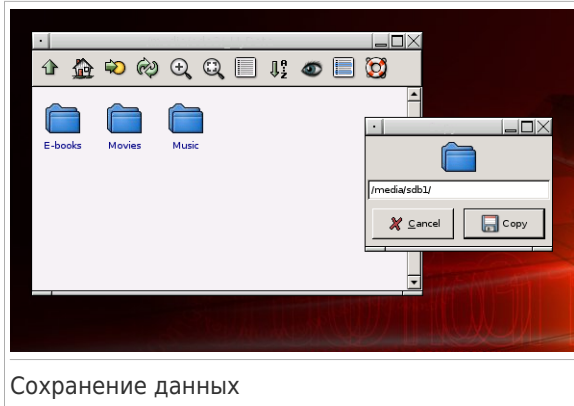 E-books Movies Music
/media/sdb1/
Cancel Copy
Сохранение данных